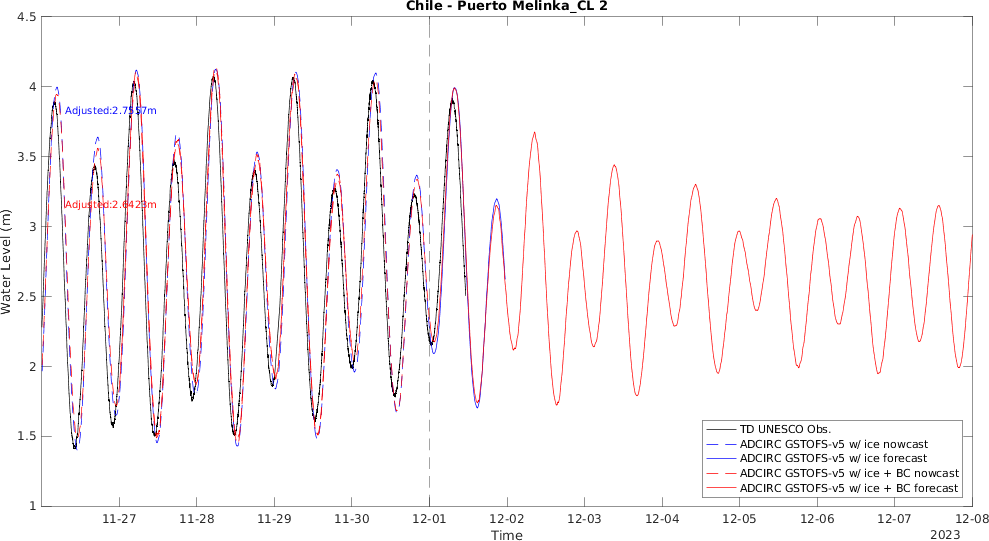 Chile - Puerto Melinka_CL 2
4.5
4
3.5
3
2.5
2
1.5
1
Water Level (m)
Adjusted:2.7557m
Adjusted:2.6423m
TD UNESCO Obs.
ADCIRC GSTOFS-v5 w/ ice nowcast
ADCIRC GSTOFS-v5 w/ ice forecast
ADCIRC GSTOFS-v5 w/ ice + BC nowcast
ADCIRC GSTOFS-v5 w/ ice + BC forecast
11-27 11-28 11-29 11-30 12-01 12-02 12-03 12-04 12-05 12-06 12-07 12-08
Time
2023